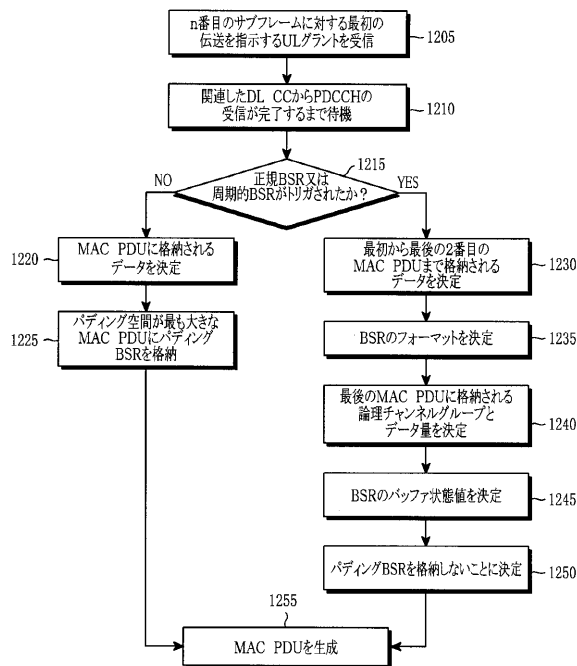 n番目のサブフレームに対する最初の
伝送を指示するULグラントを受信
1205
関連したDL CCからPDCCHの
受信が完了するまで待機
1210
1215
正規BSR又は
周期的BSRがトリガされたか?
NO
YES
1220
MAC PDUに格納される
データを決定
1225
パディング空間が最も大きな
MAC PDUにパディング
BSRを格納
最初から最後の2番目の
MAC PDUまで格納される
データを決定
1230
BSRのフォーマットを決定
1235
最後のMAC PDUに格納される
論理チャンネルグループと
データ量を決定
1240
BSRのバッファ状態値を決定
1245
パディングBSRを格納しないことに決定
1250
1255
MAC PDUを生成